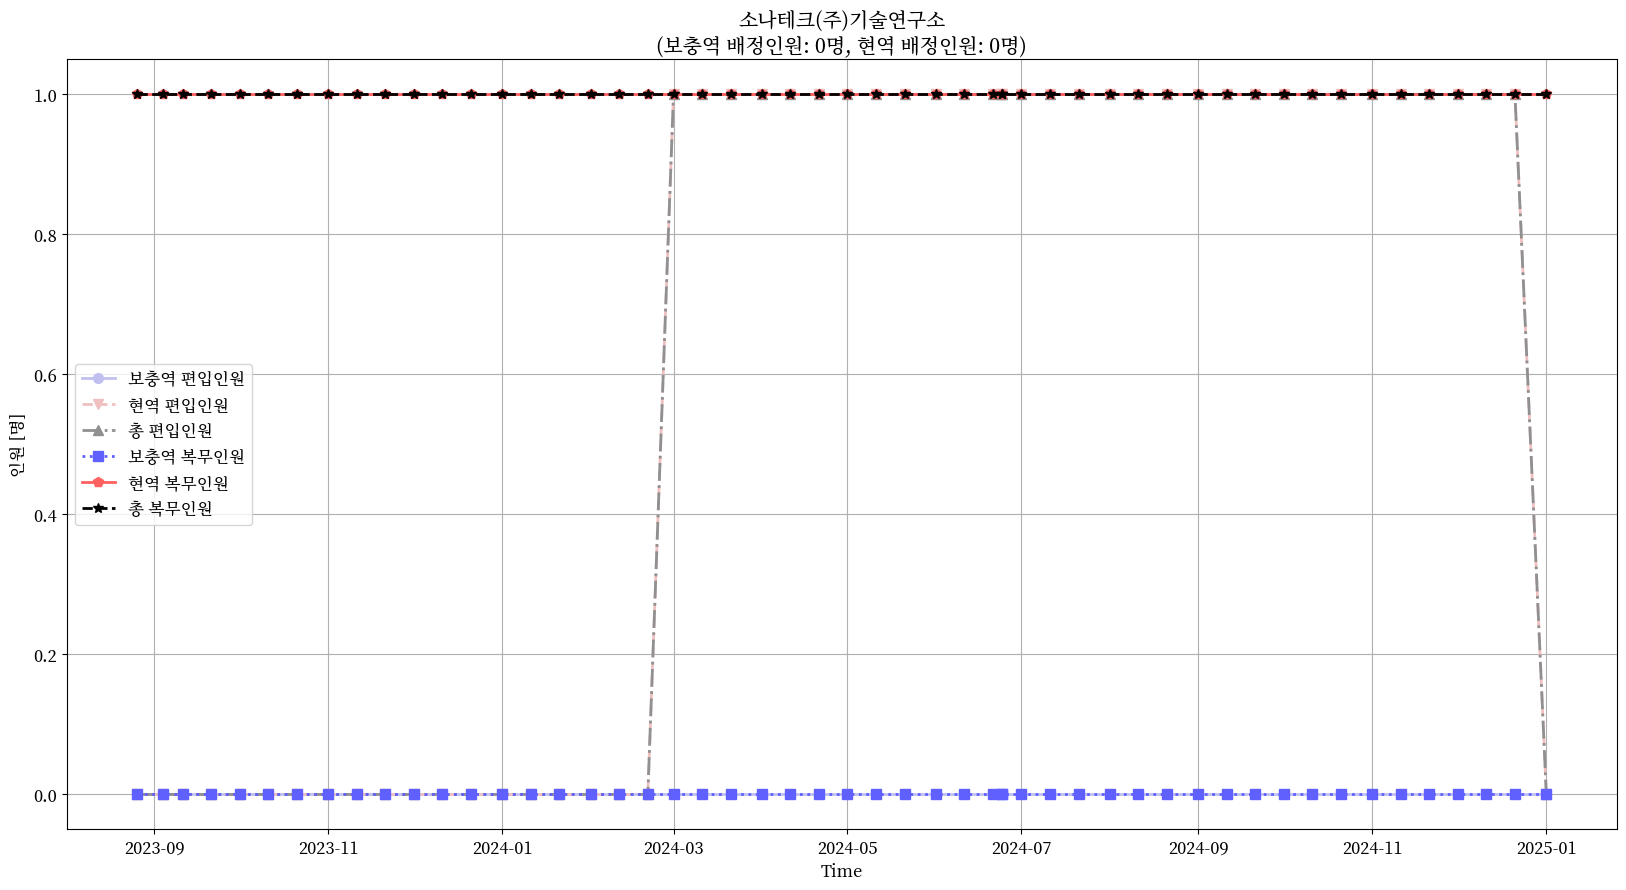 소나테크(주)기술연구소
(보충역 배정인원: 0명, 현역 배정인원: 0명)
1.0
0.8
0.6
0.4
0.2
0.0
인원 [명]
보충역 편입인원
현역 편입인원
총 편입인원
보충역 복무인원
현역 복무인원
총 복무인원
2023-09 2023-11 2024-01 2024-03 2024-05 2024-07 2024-09 2024-11 2025-01
Time